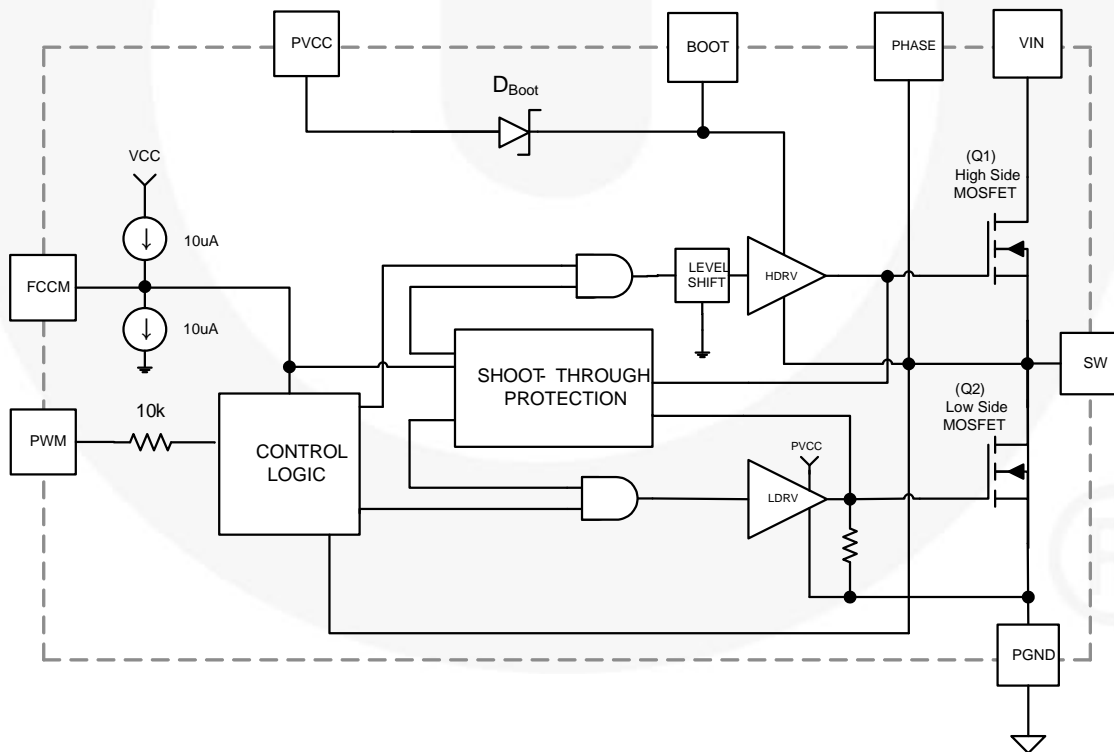 PVCC
BOOT
PHASE
VIN
DBoot
VCC
10uA
FCCM
10uA
(Q1)
High Side
MOSFET
LEVEL
SHIFT
HDRV
SHOOT- THROUGH
PROTECTION
SW
10k
PWM
CONTROL
LOGIC
(Q2)
Low Side
MOSFET
PVCC
LDRV
PGND
®